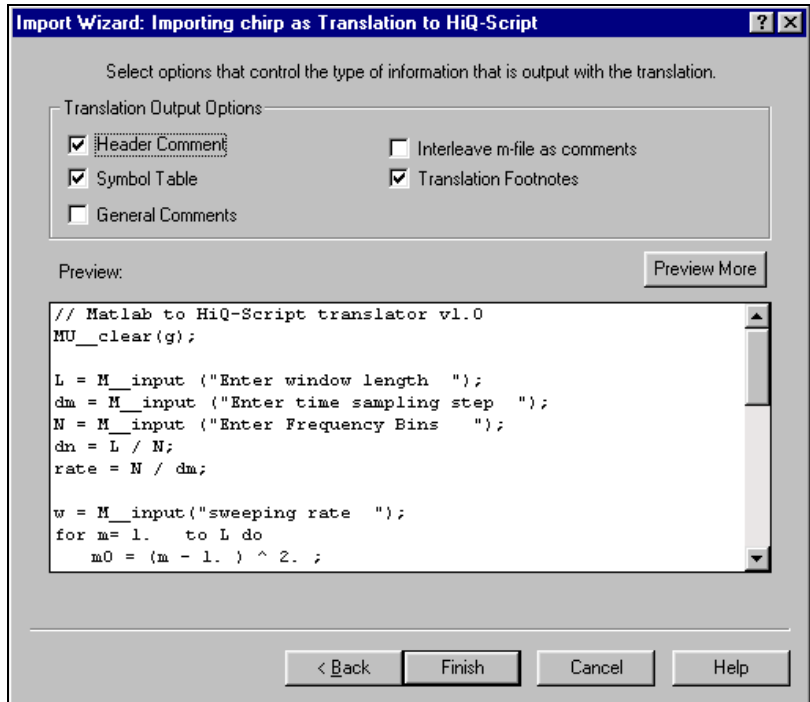 Import Wizard: Importing chirp as Translation to HiQ-Script
Select options that control the type of information that is output with the translation.
Translation Output Options
Header Comment
Interleave m-file as comments
Symbol Table
Translation Footnotes
General Comments
Preview:
Preview More
// Matlab to HiQ-Script translator v1.0
MU__clear(g);
L = M__input ("Enter window length  ");
dm = M__input ("Enter time sampling step  ");
N = M__input ("Enter Frequency Bins   ");
dn = L / N;
rate = N / dm;
w = M__input("sweeping rate  ");
for m= 1.   to L do
   m0 = (m - 1. ) ^ 2. ;
< Back
Finish
Cancel
Help